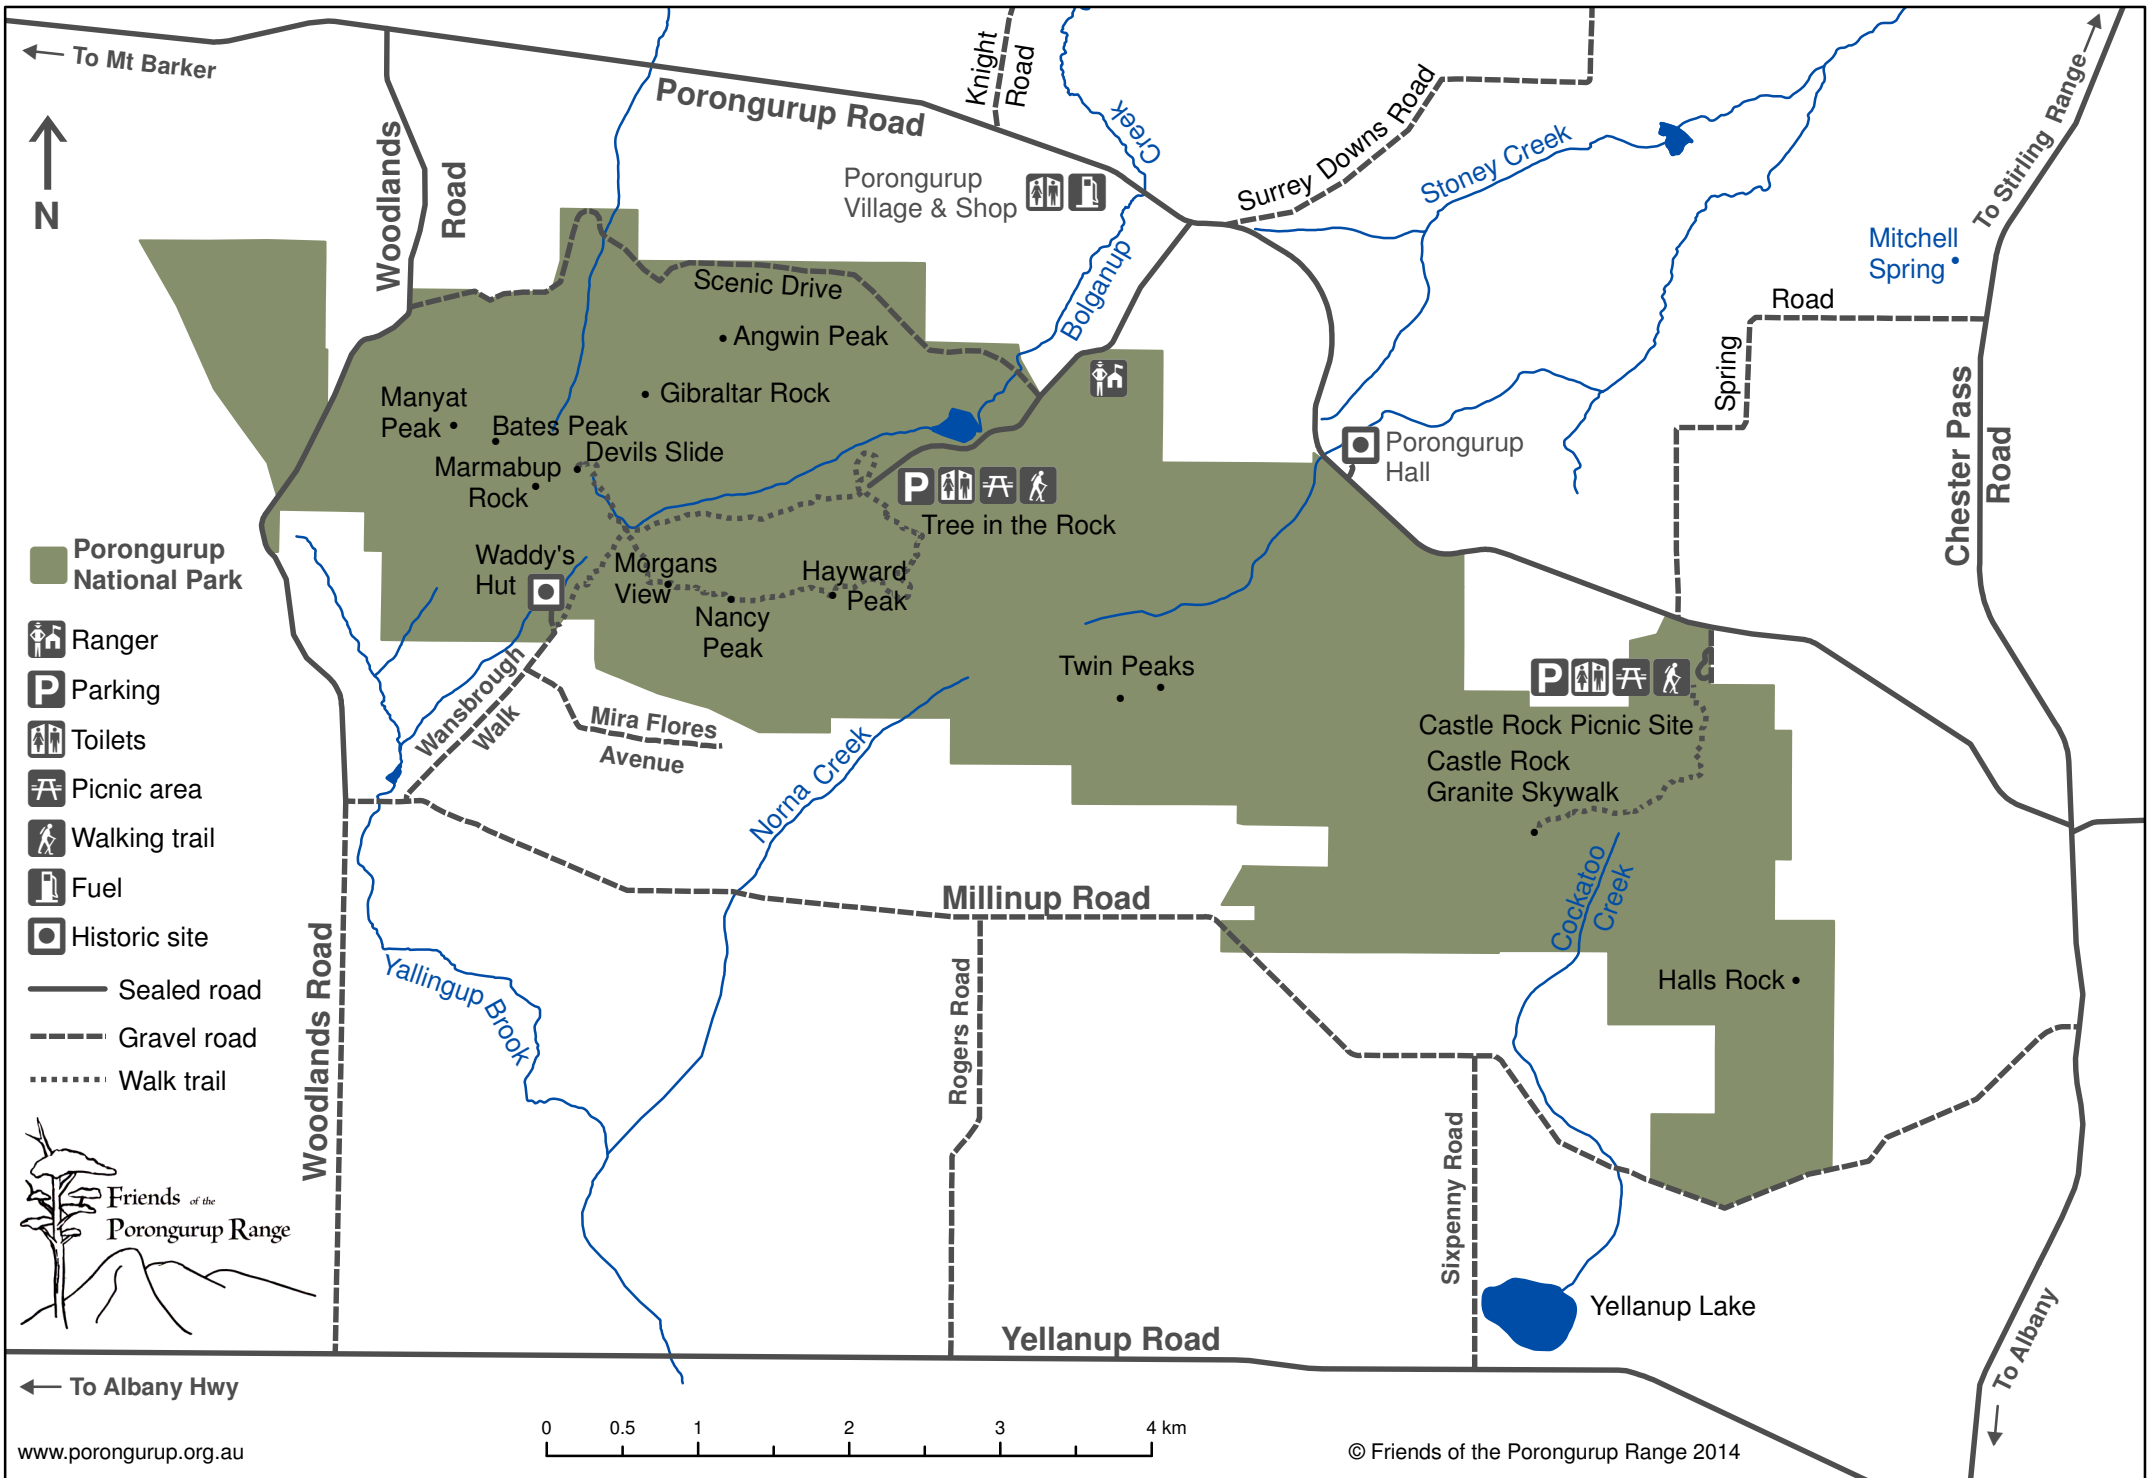 To Mt Barker
N
Woodlands
Road
Porongurup Road
Knight
Road
Creek
Surrey Downs Road
Stoney Creek
To Stirling Range
Porongurup
Village & Shop
Mitchell
Spring
Bolganup
Road
Spring
Scenic Drive
Angwin Peak
Gibraltar Rock
Manyat
Peak
Bates Peak
Devils Slide
Marmabup
Rock
P
Tree in the Rock
Porongurup
Hall
Chester Pass
Road
Waddy's
Hut
Morgans
View
Hayward
Peak
Nancy
Peak
Twin Peaks
Wansbrough
Walk
Mira Flores
Avenue
Norna Creek
P
Castle Rock Picnic Site
Castle Rock
Granite Skywalk
Cockatoo
Creek
Millinup Road
Halls Rock
Rogers Road
Sixpenny Road
Yallingup Brook
Woodlands Road
Yellanup Lake
Yellanup Road
To Albany
To Albany Hwy
Porongurup
National Park
Ranger
P Parking
Toilets
Picnic area
Walking trail
Fuel
Historic site
Sealed road
Gravel road
Walk trail
Friends of the
Porongurup Range
0 0.5 1 2 3 4 km
www.porongurup.org.au
© Friends of the Porongurup Range 2014